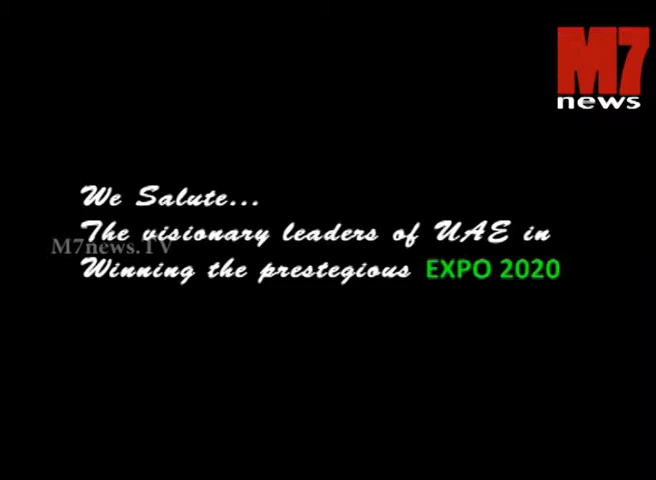 M7
news
We Salute...
The visionary leaders of UAE in
M7news.TV
Winning the prestegious EXPO 2020